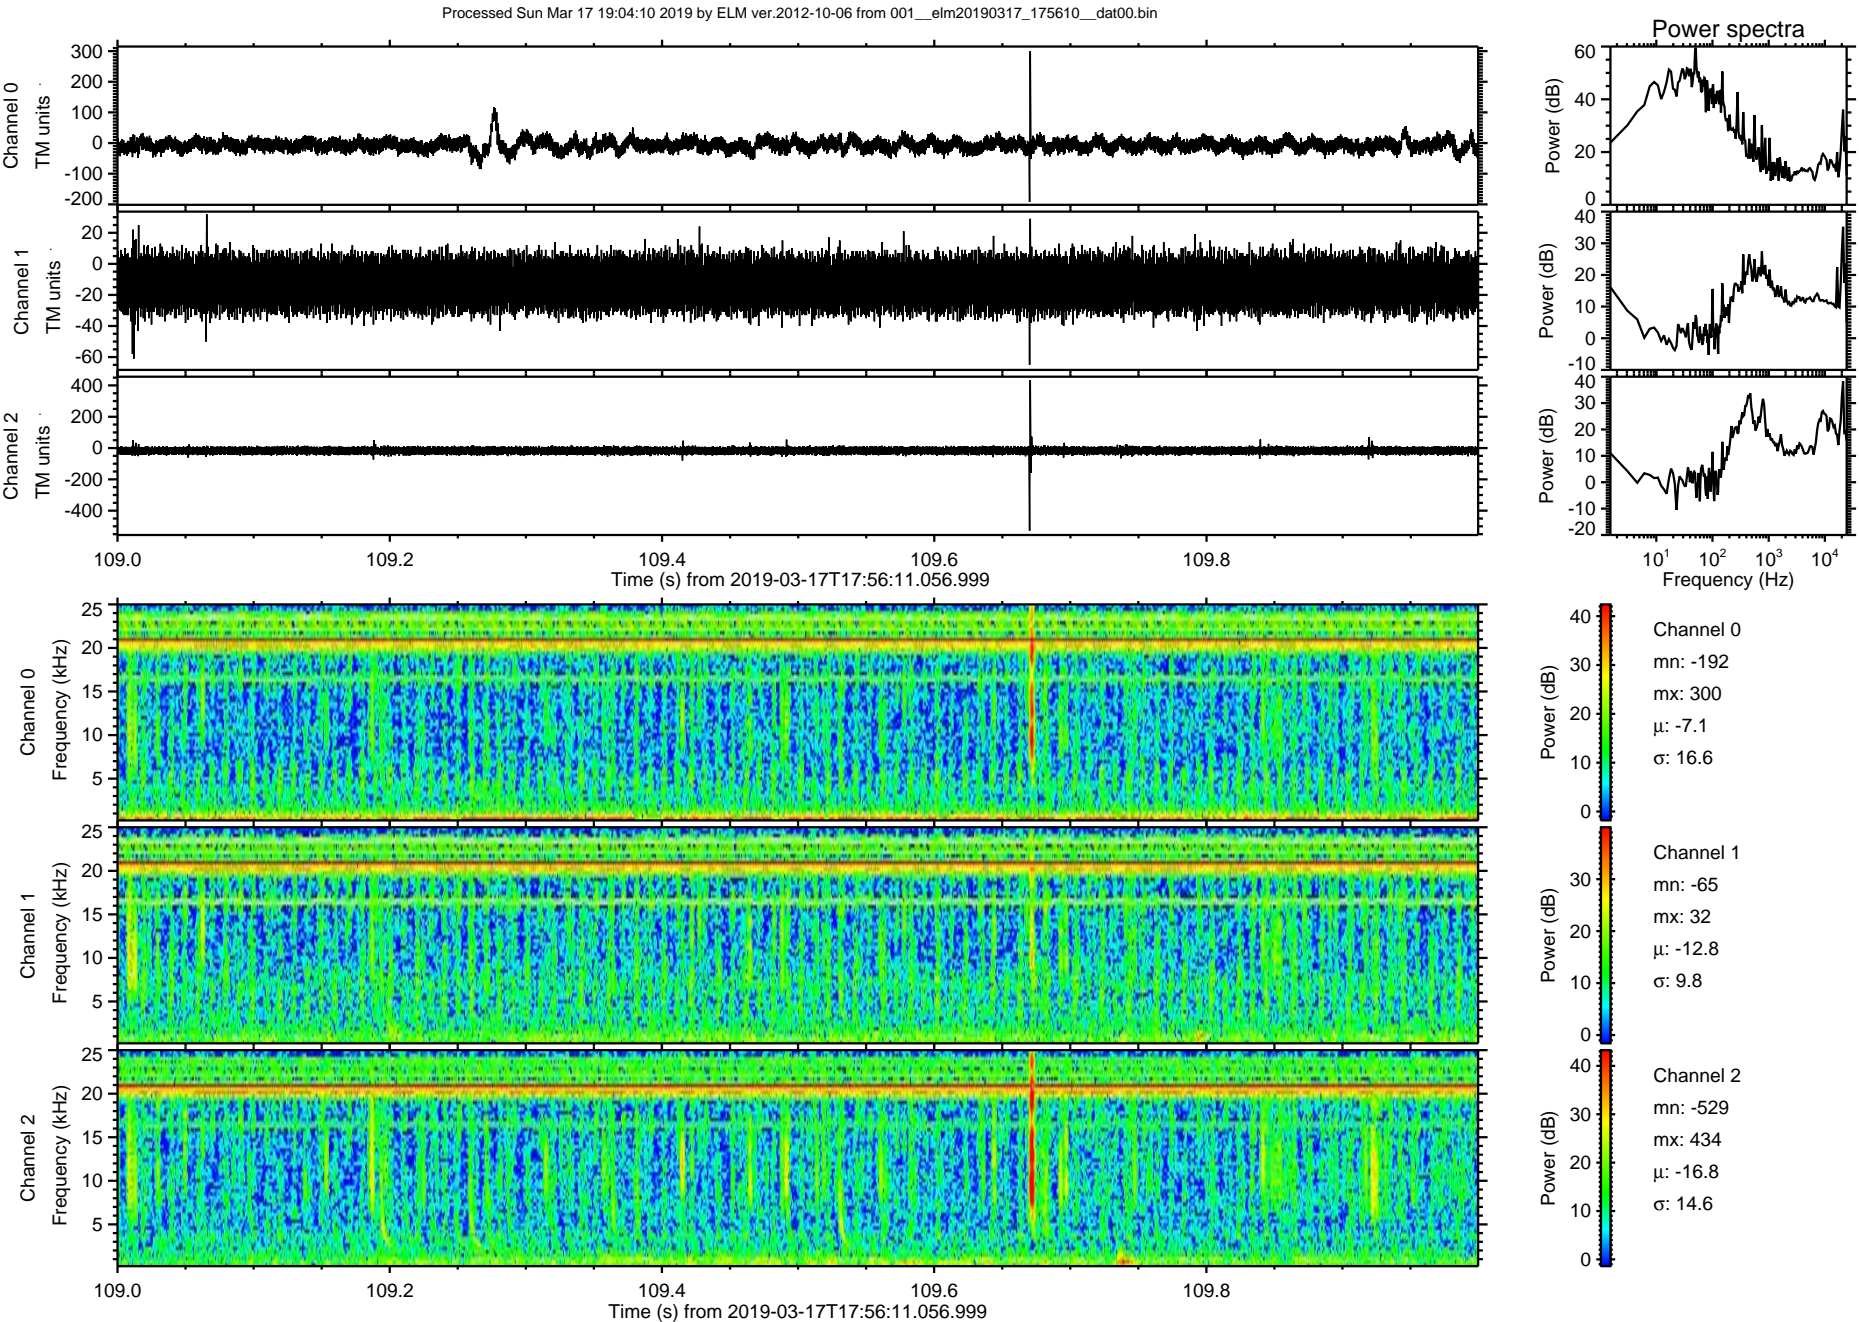 Processed Sun Mar 17 19:04:10 2019 by ELM ver.2012-10-06 from 001__elm20190317_175610__dat00.bin
Power spectra
Channel 0
TM units
300
200
100
0
-100
-200
Power (dB)
60
40
20
0
Channel 1
TM units
20
0
-20
-40
-60
Power (dB)
40
30
20
10
0
-10
Channel 2
TM units
400
200
0
-200
-400
Power (dB)
40
30
20
10
0
-10
-20
109.0 109.2 109.4 109.6 109.8
Time (s) from 2019-03-17T17:56:11.056.999
10^1 10^2 10^3 10^4
Frequency (Hz)
Channel 0
Frequency (kHz)
25
20
15
10
5
Power (dB)
40
30
20
10
0
Channel 0
mn: -192
mx: 300
μ: -7.1
σ: 16.6
Channel 1
Frequency (kHz)
25
20
15
10
5
Power (dB)
30
20
10
0
Channel 1
mn: -65
mx: 32
μ: -12.8
σ: 9.8
Channel 2
Frequency (kHz)
25
20
15
10
5
Power (dB)
40
30
20
10
0
Channel 2
mn: -529
mx: 434
μ: -16.8
σ: 14.6
109.0 109.2 109.4 109.6 109.8
Time (s) from 2019-03-17T17:56:11.056.999